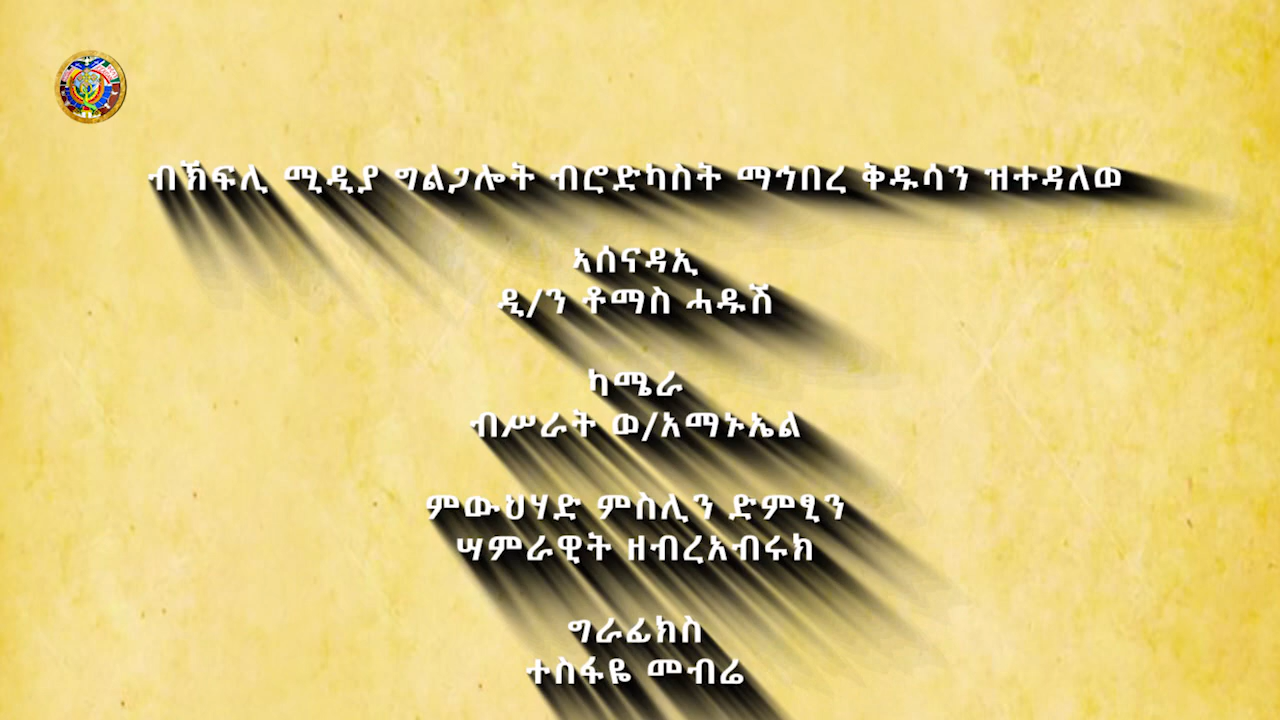 ብኽፍሊ ሚዲያ ግልጋሎት ብሮድካስት ማኅበረ ቅዱሳን ዝተዳለወ
ኣሰናዳኢ
ዲ/ን ቶማስ ሓዱሽ
ካሜራ
ብሥራት ወ/አማኑኤል
ምውህሃድ ምስሊን ድምፂን
ሣምራዊት ዘብረአብሩክ
ግራፊክስ
ተስፋዬ መብሬ